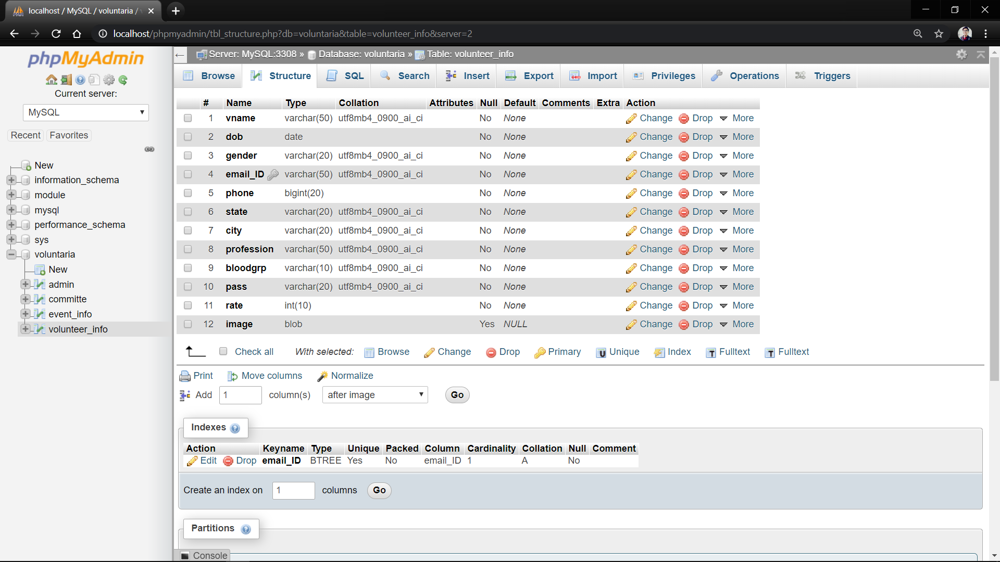 localhost / MySQL / voluntaria /
localhost/phpmyadmin/tbl_structure.php?db=voluntaria&table=volunteer_info&server=2
phpMyAdmin
Current server:
MySQL
Recent Favorites
New
information_schema
module
mysql
performance_schema
sys
voluntaria
New
admin
committe
event_info
volunteer_info
Server: MySQL:3308 » Database: voluntaria » Table: volunteer_info
Browse Structure SQL Search Insert Export Import Privileges Operations Triggers
# Name Type Collation Attributes Null Default Comments Extra Action
1 vname varchar(50) utf8mb4_0900_ai_ci No None Change Drop More
2 dob date No None Change Drop More
3 gender varchar(20) utf8mb4_0900_ai_ci No None Change Drop More
4 email_ID varchar(50) utf8mb4_0900_ai_ci No None Change Drop More
5 phone bigint(20) No None Change Drop More
6 state varchar(20) utf8mb4_0900_ai_ci No None Change Drop More
7 city varchar(20) utf8mb4_0900_ai_ci No None Change Drop More
8 profession varchar(50) utf8mb4_0900_ai_ci No None Change Drop More
9 bloodgrp varchar(10) utf8mb4_0900_ai_ci No None Change Drop More
10 pass varchar(20) utf8mb4_0900_ai_ci No None Change Drop More
11 rate int(10) No None Change Drop More
12 image blob Yes NULL Change Drop More
Check all With selected: Browse Change Drop Primary Unique Index Fulltext Fulltext
Print Move columns Normalize
Add 1 column(s) after image Go
Indexes
Action Keyname Type Unique Packed Column Cardinality Collation Null Comment
Edit Drop email_ID BTREE Yes No email_ID 1 A No
Create an index on 1 columns Go
Partitions
Console